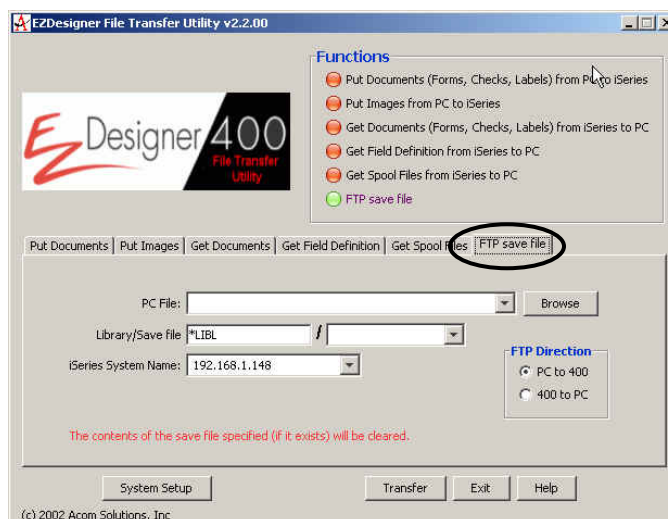 EZDesigner File Transfer Utility v2.2.00
Functions
Put Documents (Forms, Checks, Labels) from PC to iSeries
Put Images from PC to iSeries
Get Documents (Forms, Checks, Labels) from iSeries to PC
Get Field Definition from iSeries to PC
Get Spool Files from iSeries to PC
FTP save file
EZ Designer 400
File Transfer
Utility
Put Documents Put Images Get Documents Get Field Definition Get Spool Files FTP save file
PC File: Browse
Library/Save file *LIBL /
iSeries System Name: 192.168.1.148
FTP Direction
PC to 400
400 to PC
The contents of the save file specified (if it exists) will be cleared.
System Setup Transfer Exit Help
(c) 2002 Acom Solutions, Inc